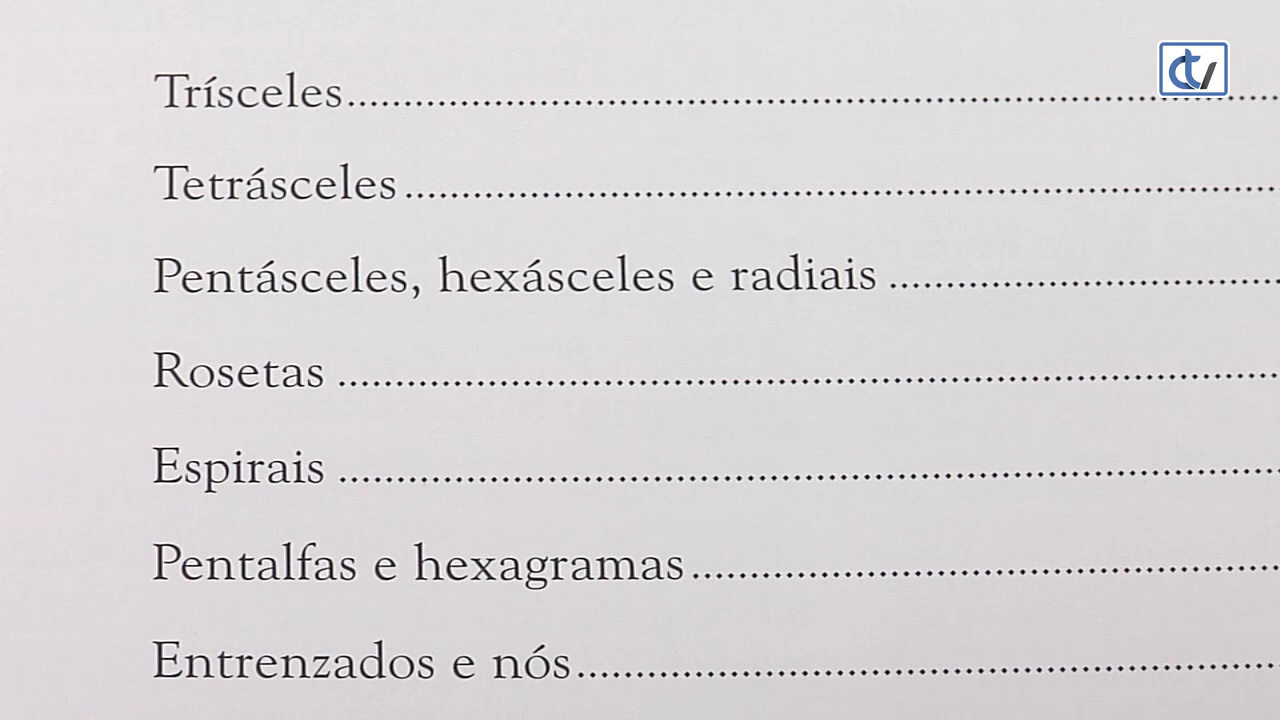 Trísceles
Tetrásceles
Pentásceles, hexásceles e radiais
Rosetas
Espirais
Pentalfas e hexagramas
Entrenzados e nós